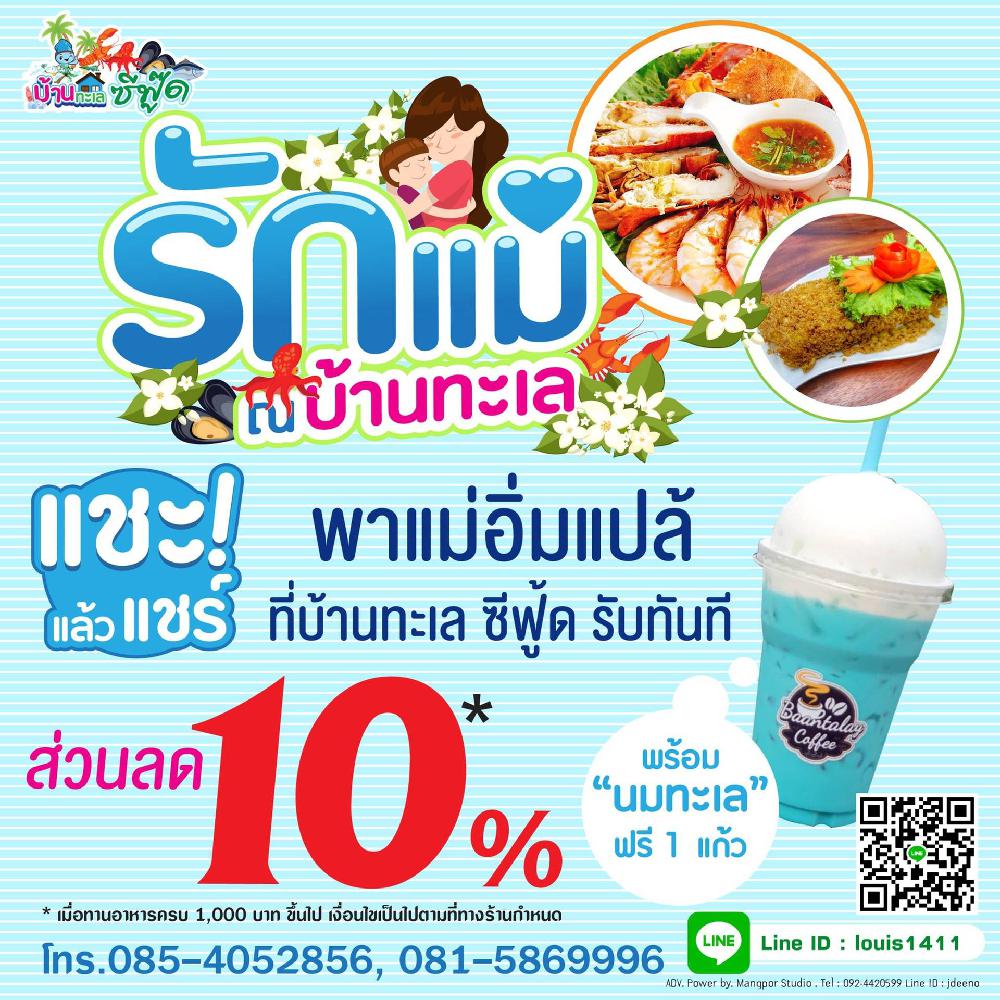 บ้านทะเล ซีฟู๊ด
รักแม่
ณ บ้านทะเล
แชะ!
แล้ว แชร์
พาแม่อิ่มแปล้
ที่บ้านทะเล ซีฟู้ด รับทันที
ส่วนลด 10%*
พร้อม
“นมทะเล”
ฟรี 1 แก้ว
Baantalay
Coffee
* เมื่อทานอาหารครบ 1,000 บาท ขึ้นไป เงื่อนไขเป็นไปตามที่ทางร้านกำหนด
โทร.085-4052856, 081-5869996
LINE
Line ID : louis1411
ADV. Power by. Mangpor Studio . Tel : 092-4420599 Line ID : jdeeno